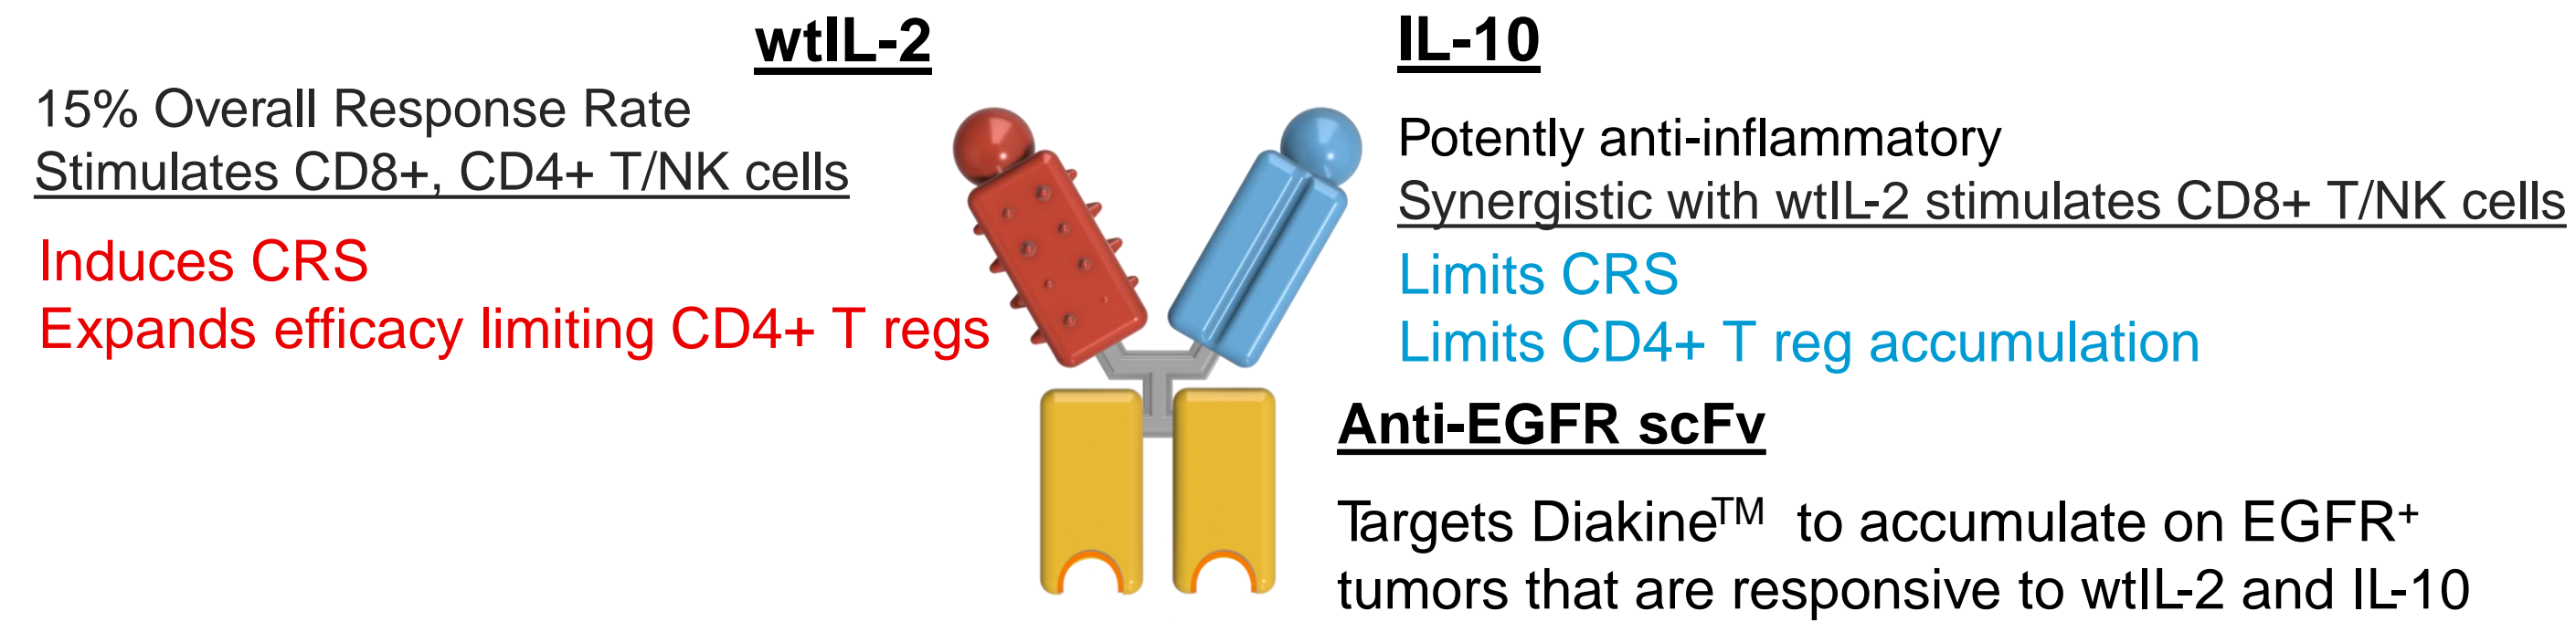 wtIL-2
15% Overall Response Rate
Stimulates CD8+, CD4+ T/NK cells
Induces CRS
Expands efficacy limiting CD4+ T regs
IL-10
Potently anti-inflammatory
Synergistic with wtIL-2 stimulates CD8+ T/NK cells
Limits CRS
Limits CD4+ T reg accumulation
Anti-EGFR scFv
Targets Diakine™ to accumulate on EGFR⁺
tumors that are responsive to wtIL-2 and IL-10